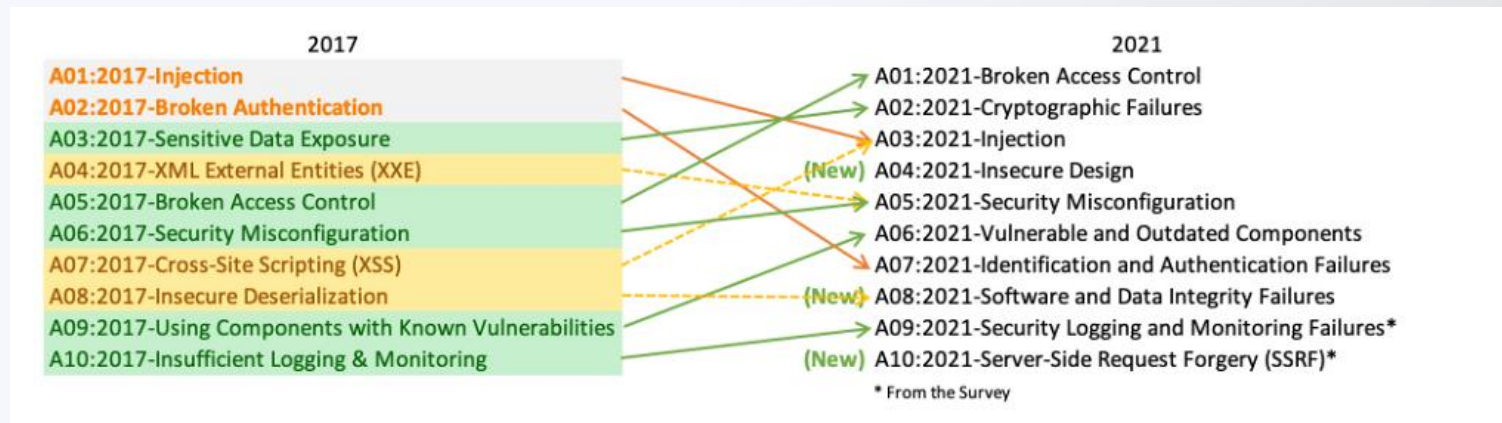 2017
A01:2017-Injection
A02:2017-Broken Authentication
A03:2017-Sensitive Data Exposure
A04:2017-XML External Entities (XXE)
A05:2017-Broken Access Control
A06:2017-Security Misconfiguration
A07:2017-Cross-Site Scripting (XSS)
A08:2017-Insecure Deserialization
A09:2017-Using Components with Known Vulnerabilities
A10:2017-Insufficient Logging & Monitoring
2021
A01:2021-Broken Access Control
A02:2021-Cryptographic Failures
A03:2021-Injection
(New) A04:2021-Insecure Design
A05:2021-Security Misconfiguration
A06:2021-Vulnerable and Outdated Components
A07:2021-Identification and Authentication Failures
(New) A08:2021-Software and Data Integrity Failures
A09:2021-Security Logging and Monitoring Failures*
(New) A10:2021-Server-Side Request Forgery (SSRF)*
* From the Survey